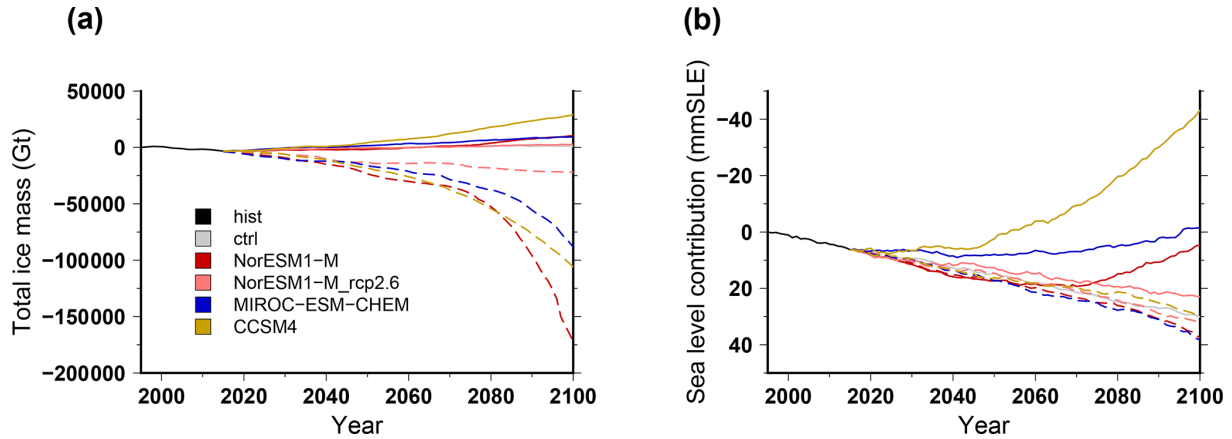 (a)
Total ice mass (Gt)
50000
0
−50000
−100000
−150000
−200000
hist
ctrl
NorESM1−M
NorESM1−M_rcp2.6
MIROC−ESM−CHEM
CCSM4
2000 2020 2040 2060 2080 2100
Year
(b)
Sea level contribution (mmSLE)
−40
−20
0
20
40
2000 2020 2040 2060 2080 2100
Year